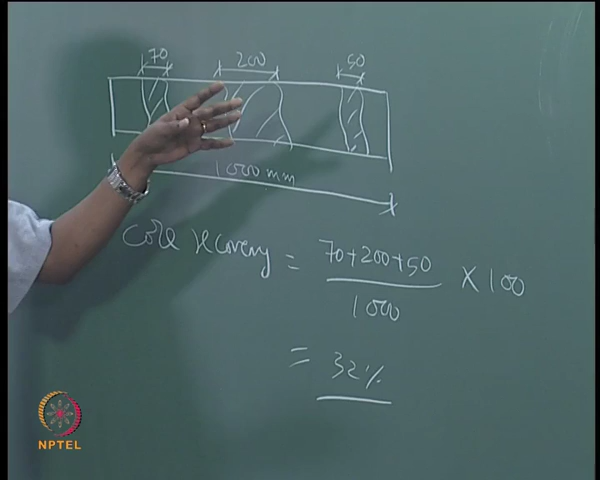 70 200 50
1000 mm
Core recovery = 70+200+50 / 1000 × 100
= 32%
NPTEL